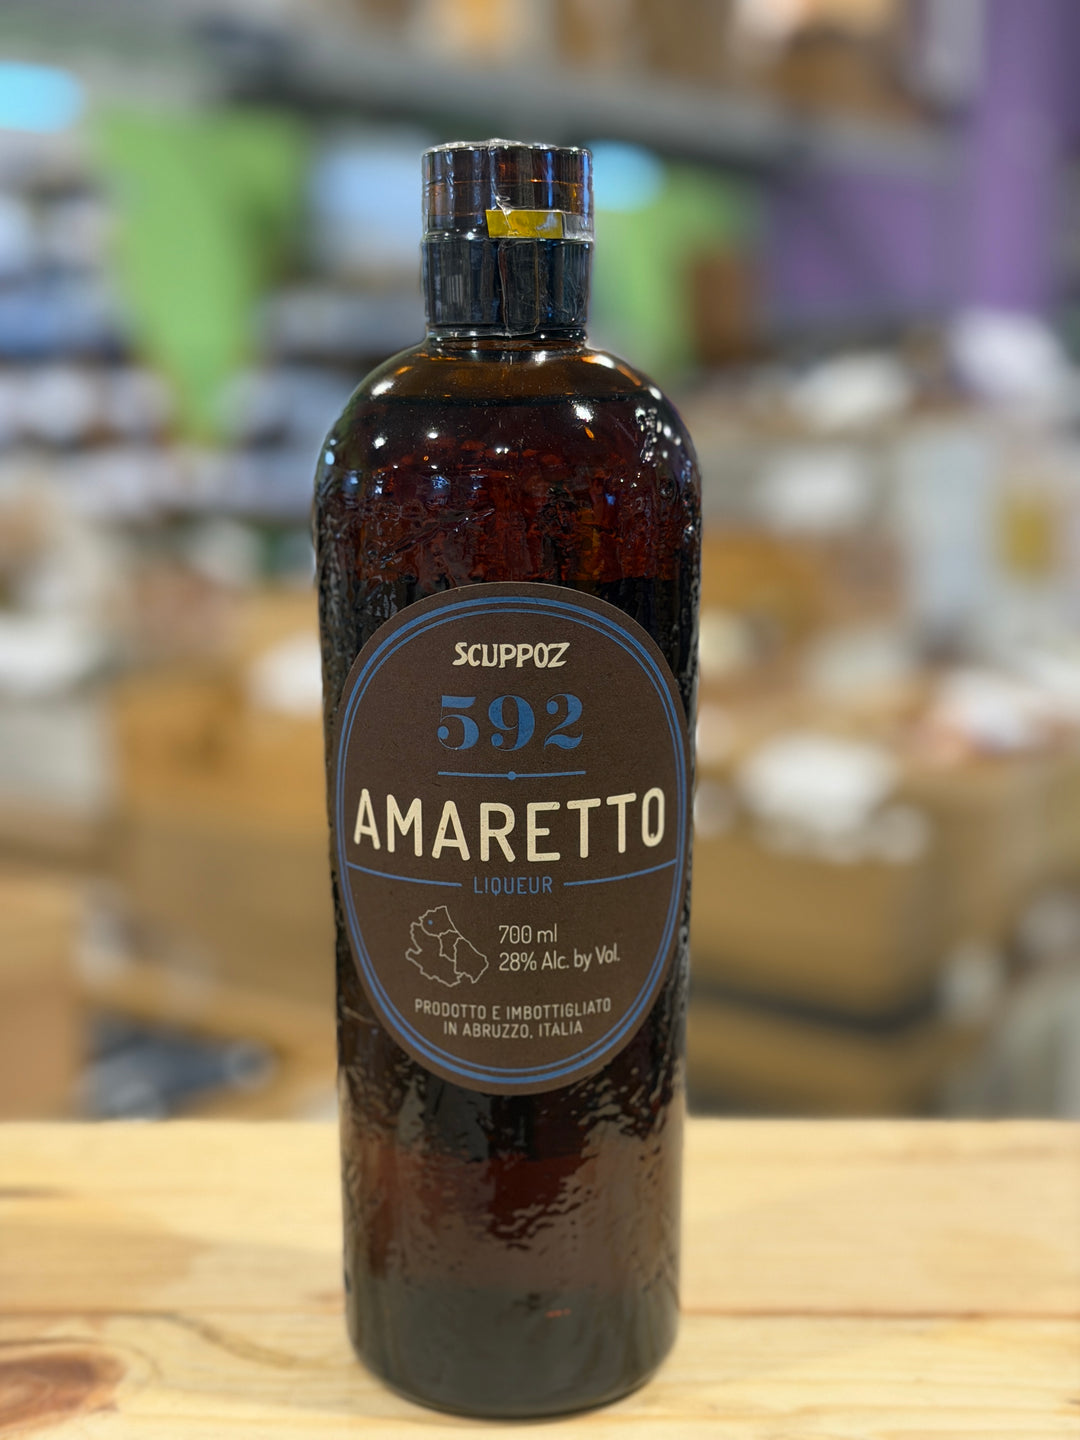 SCUPPOZ
592
AMARETTO
LIQUEUR
700 ml
28% Alc. by Vol.
PRODOTTO E IMBOTTIGLIATO
IN ABRUZZO, ITALIA